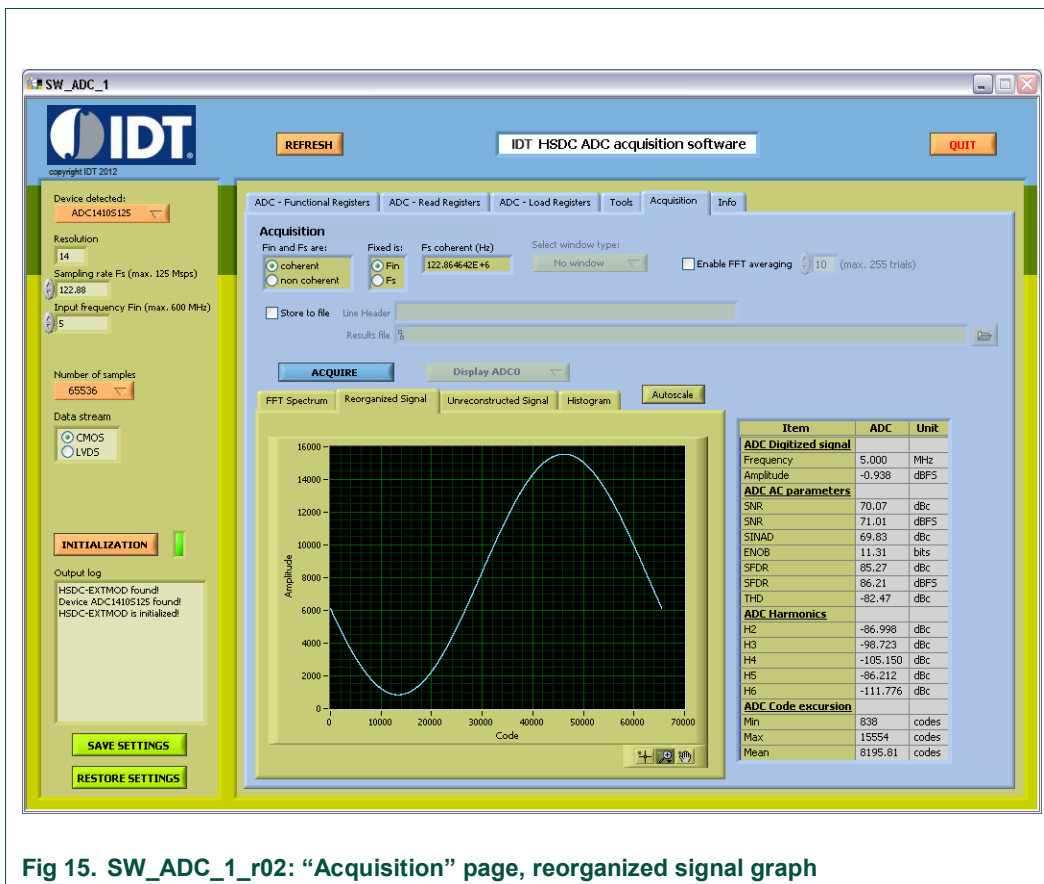 SW_ADC_1
IDT®
copyright IDT 2012
REFRESH
IDT HSDC ADC acquisition software
QUIT
Device detected:
ADC1410S125
Resolution
14
Sampling rate Fs (max. 125 Msps)
122.88
Input frequency Fin (max. 600 MHz)
5
Number of samples
65536
Data stream
CMOS
LVDS
INITIALIZATION
Output log
HSDC-EXTMOD found!
Device ADC1410S125 found!
HSDC-EXTMOD is initialized!
SAVE SETTINGS
RESTORE SETTINGS
ADC - Functional Registers ADC - Read Registers ADC - Load Registers Tools Acquisition Info
Acquisition
Fin and Fs are: Fixed is: Fs coherent (Hz) Select window type:
coherent Fin 122.864642E+6 No window Enable FFT averaging 10 (max. 255 trials)
non coherent Fs
Store to file Line Header
Results file
ACQUIRE Display ADC0
FFT Spectrum Reorganized Signal Unreconstructed Signal Histogram Autoscale
Amplitude
16000
14000
12000
10000
8000
6000
4000
2000
0
0 10000 20000 30000 40000 50000 60000 70000
Code
Item ADC Unit
ADC Digitized signal
Frequency 5.000 MHz
Amplitude -0.938 dBFS
ADC AC parameters
SNR 70.07 dBc
SNR 71.01 dBFS
SINAD 69.83 dBc
ENOB 11.31 bits
SFDR 85.27 dBc
SFDR 86.21 dBFS
THD -82.47 dBc
ADC Harmonics
H2 -86.998 dBc
H3 -98.723 dBc
H4 -105.150 dBc
H5 -86.212 dBc
H6 -111.776 dBc
ADC Code excursion
Min 838 codes
Max 15554 codes
Mean 8195.81 codes
Fig 15. SW_ADC_1_r02: “Acquisition” page, reorganized signal graph